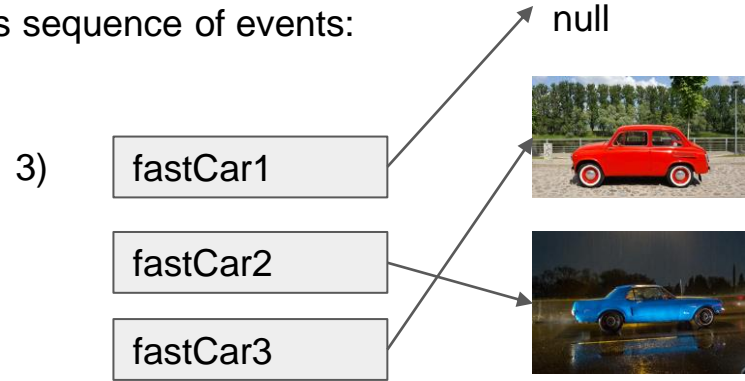 s sequence of events:
null
3)
fastCar1
fastCar2
fastCar3